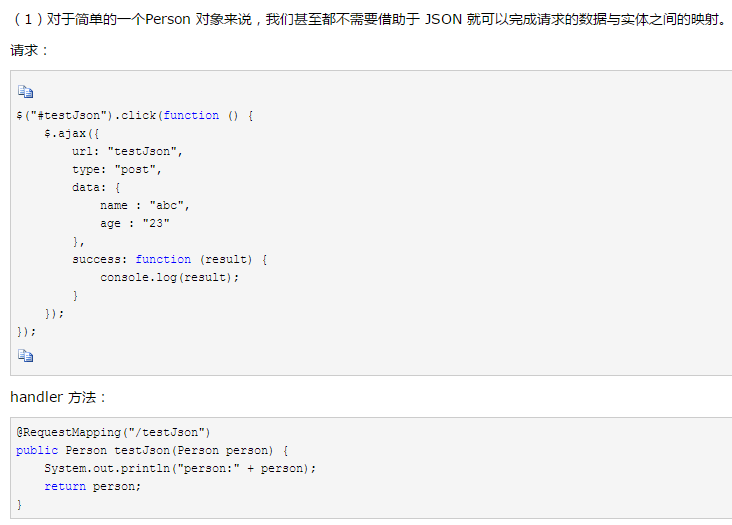 （1）对于简单的一个Person 对象来说，我们甚至都不需要借助于 JSON 就可以完成请求的数据与实体之间的映射。
请求：
$("#testJson").click(function () {
    $.ajax({
        url: "testJson",
        type: "post",
        data: {
            name : "abc",
            age : "23"
        },
        success: function (result) {
            console.log(result);
        }
    });
});
handler 方法：
@RequestMapping("/testJson")
public Person testJson(Person person) {
    System.out.println("person:" + person);
    return person;
}